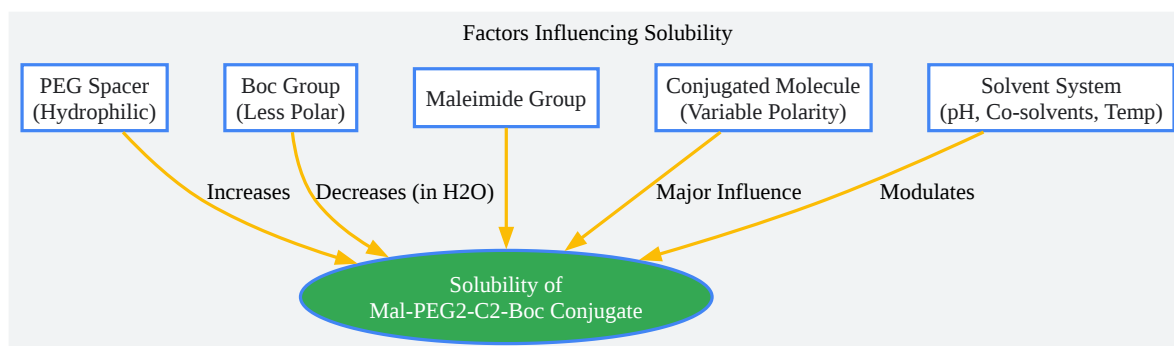 Factors Influencing Solubility
PEG Spacer
(Hydrophilic)
Boc Group
(Less Polar)
Maleimide Group
Conjugated Molecule
(Variable Polarity)
Solvent System
(pH, Co-solvents, Temp)
Increases
Decreases (in H2O)
Major Influence
Modulates
Solubility of
Mal-PEG2-C2-Boc Conjugate